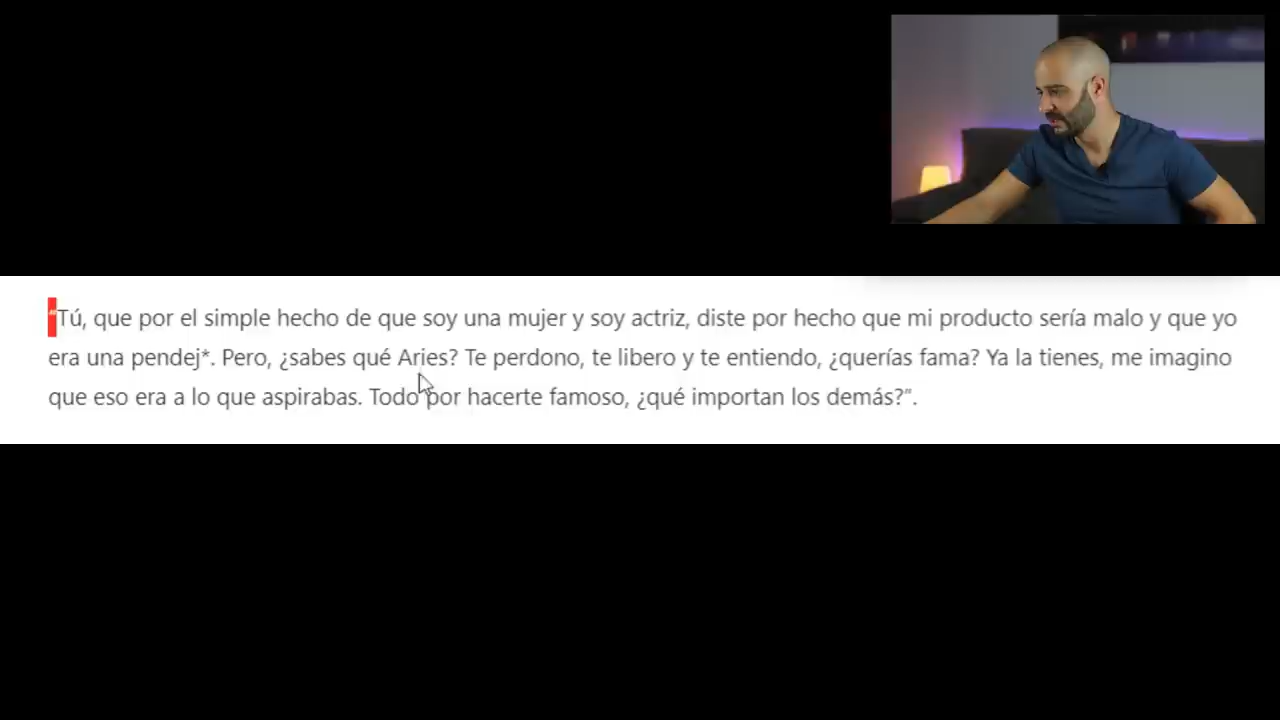 “Tú, que por el simple hecho de que soy una mujer y soy actriz, diste por hecho que mi producto sería malo y que yo
era una pendej*. Pero, ¿sabes qué Aries? Te perdono, te libero y te entiendo, ¿querías fama? Ya la tienes, me imagino
que eso era a lo que aspirabas. Todo por hacerte famoso, ¿qué importan los demás?”.